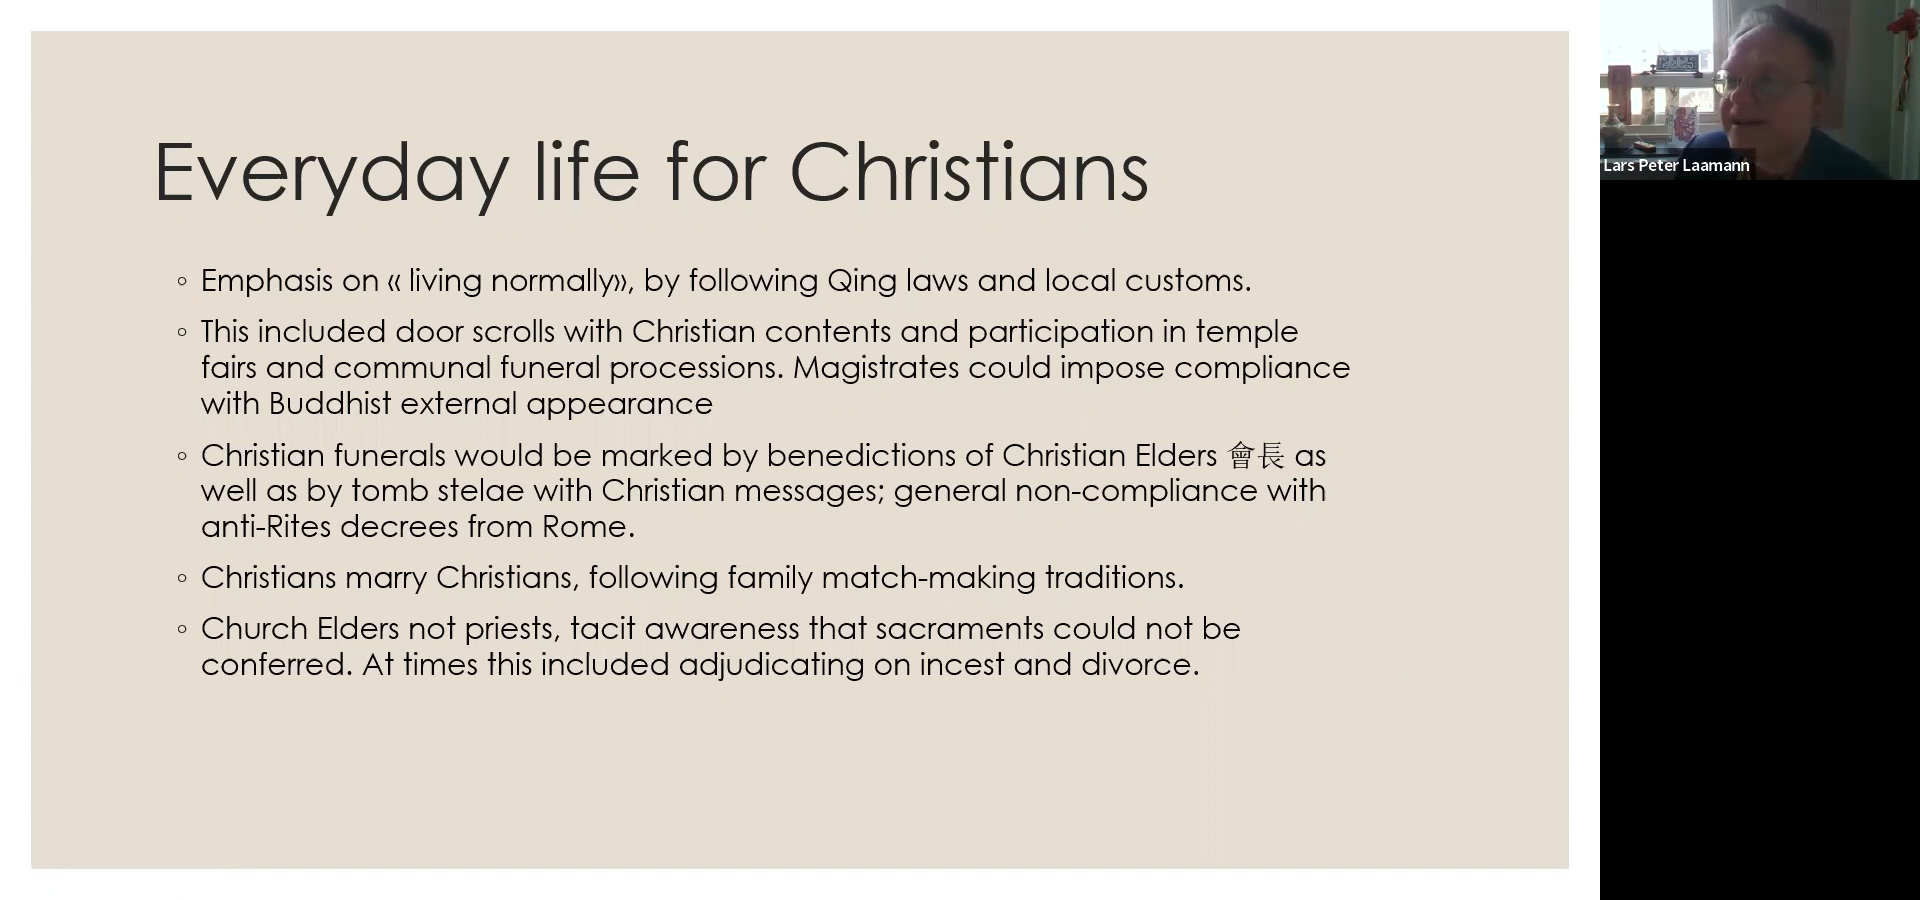 Everyday life for Christians
◦ Emphasis on « living normally», by following Qing laws and local customs.
◦ This included door scrolls with Christian contents and participation in temple
fairs and communal funeral processions. Magistrates could impose compliance
with Buddhist external appearance
◦ Christian funerals would be marked by benedictions of Christian Elders 會長 as
well as by tomb stelae with Christian messages; general non-compliance with
anti-Rites decrees from Rome.
◦ Christians marry Christians, following family match-making traditions.
◦ Church Elders not priests, tacit awareness that sacraments could not be
conferred. At times this included adjudicating on incest and divorce.
Lars Peter Laamann